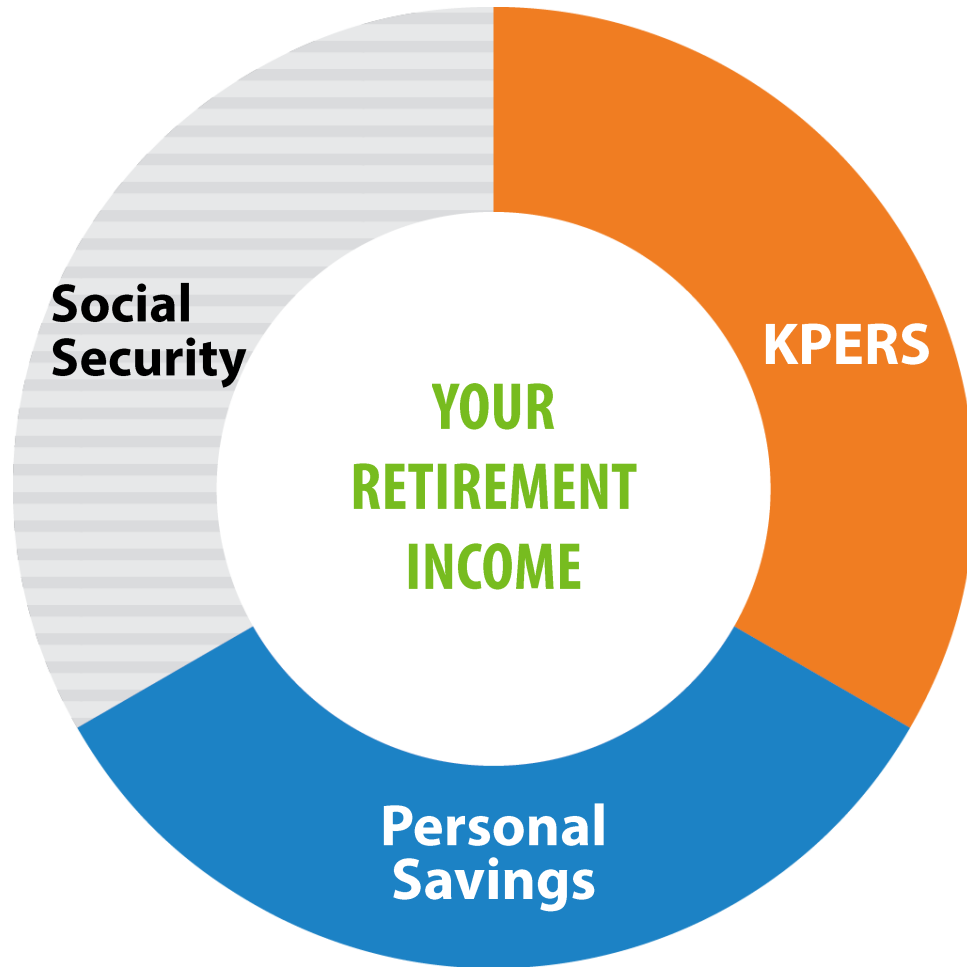 Social
Security
KPERS
YOUR
RETIREMENT
INCOME
Personal
Savings